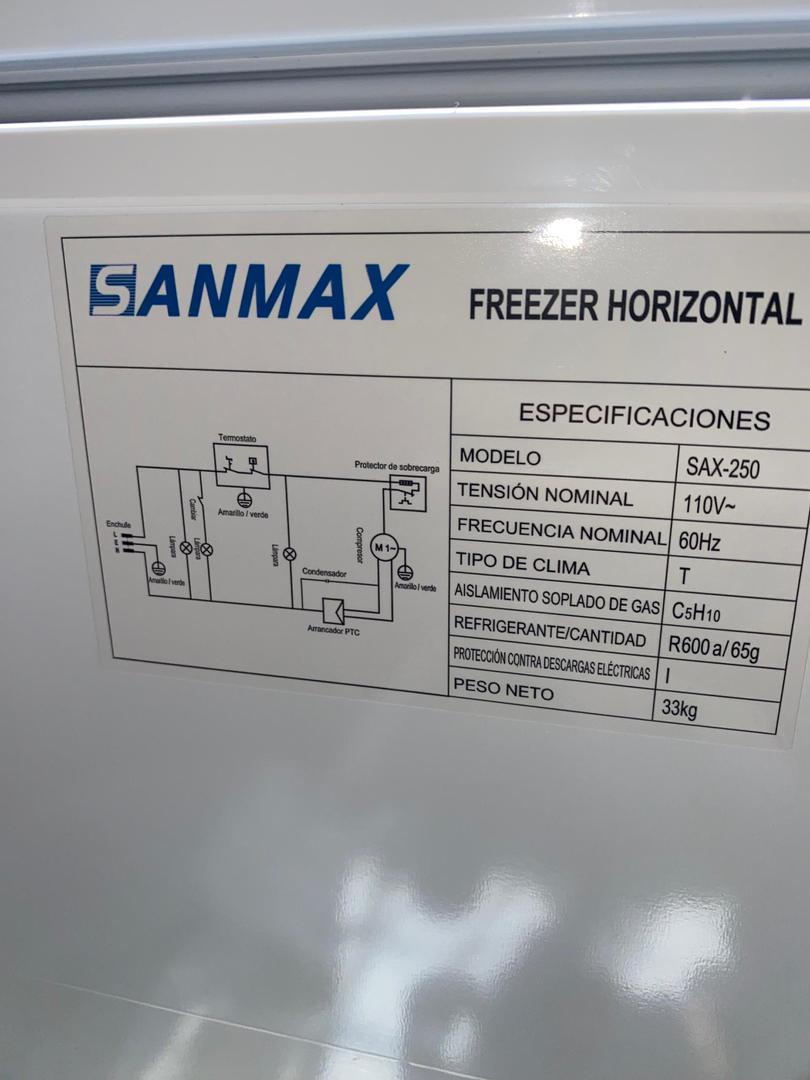 SANMAX
FREEZER HORIZONTAL
Termostato
Protector de sobrecarga
Cambiar
Amarillo / verde
Enchufe
L
N
Lámpara
Lámpara
Lámpara
Compresor
M 1~
Amarillo / verde
Condensador
Amarillo / verde
Arrancador PTC
ESPECIFICACIONES
MODELO SAX-250
TENSIÓN NOMINAL 110V~
FRECUENCIA NOMINAL 60Hz
TIPO DE CLIMA T
AISLAMIENTO SOPLADO DE GAS C5H10
REFRIGERANTE/CANTIDAD R600a/65g
PROTECCIÓN CONTRA DESCARGAS ELÉCTRICAS I
PESO NETO 33kg